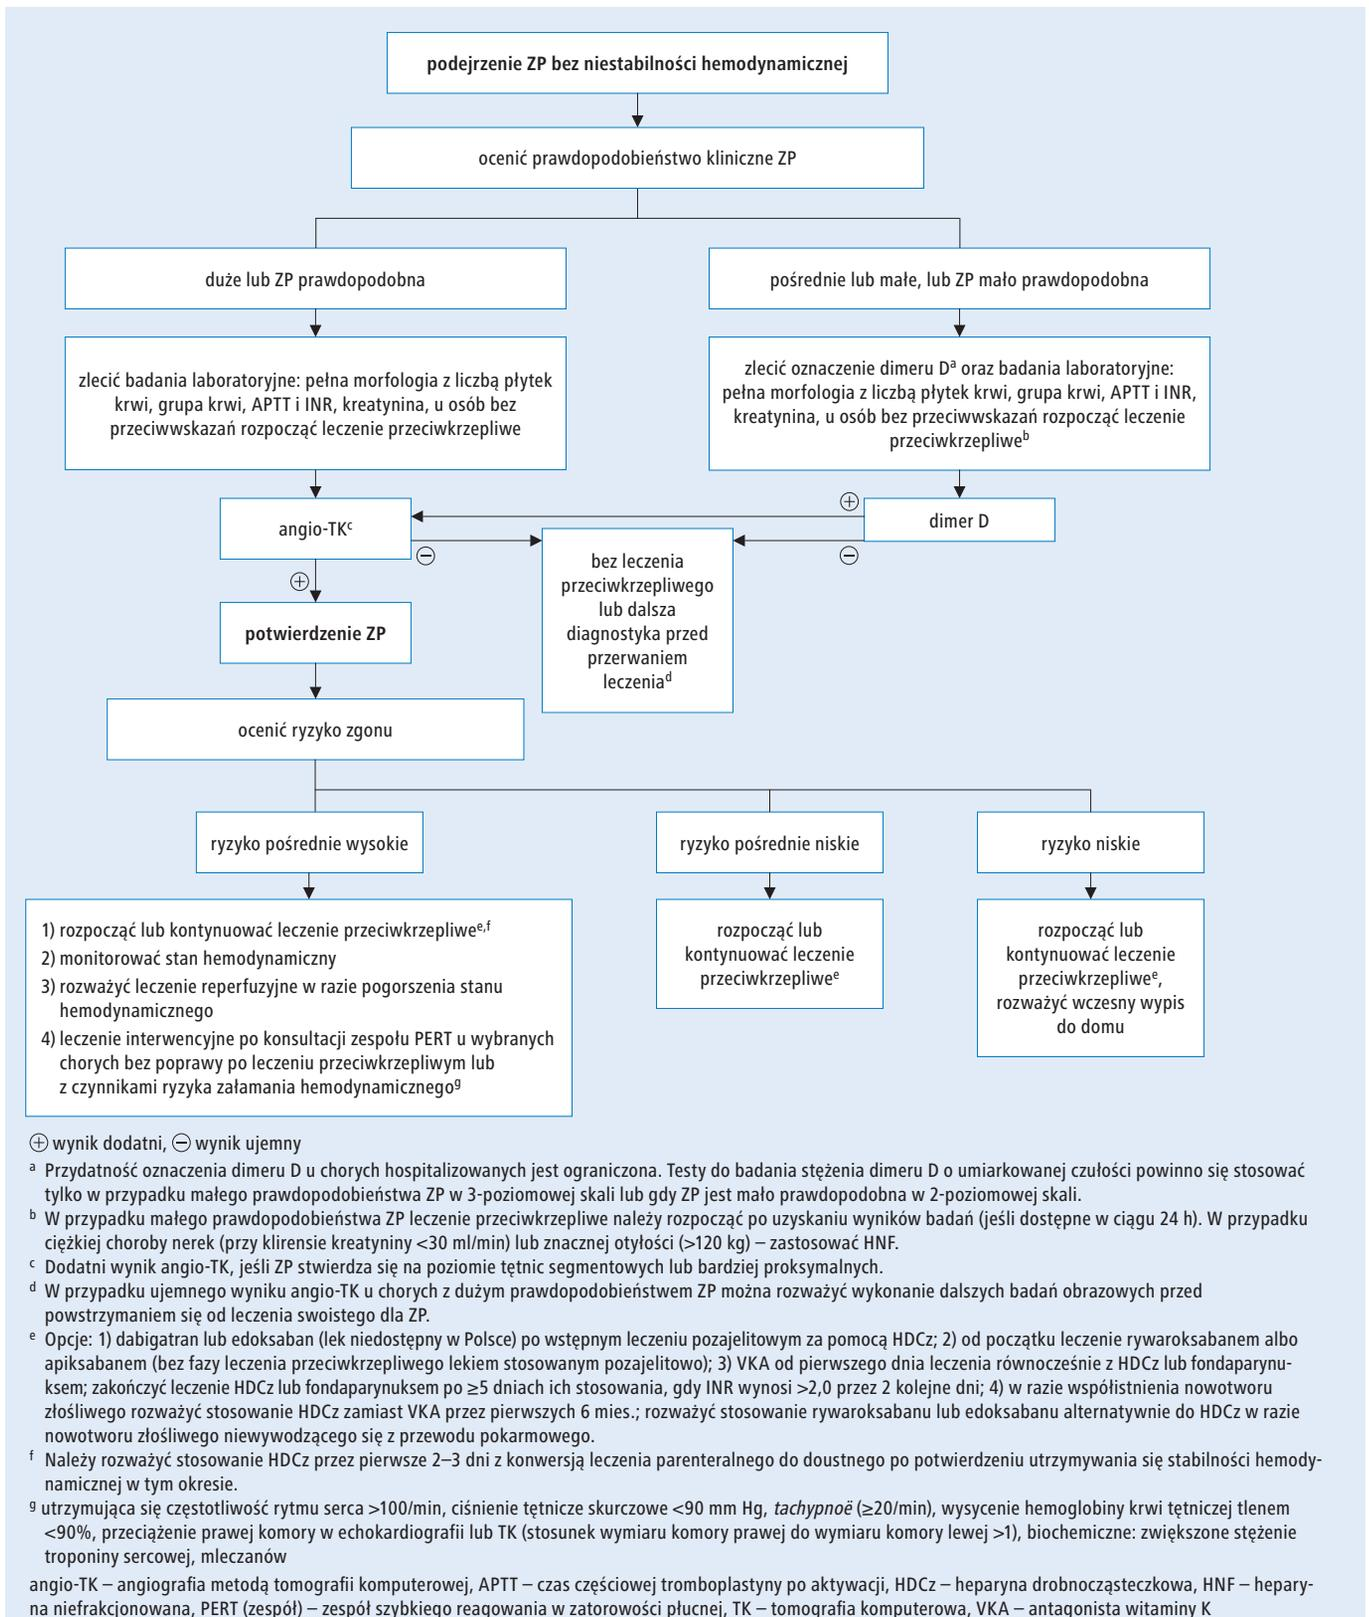 podejrzenie ZP bez niestabilności hemodynamicznej
ocenić prawdopodobieństwo kliniczne ZP
duże lub ZP prawdopodobna
pośrednie lub małe, lub ZP mało prawdopodobna
zlecić badania laboratoryjne: pełna morfologia z liczbą płytek
krwi, grupa krwi, APTT i INR, kreatynina, u osób bez
przeciwwskazań rozpocząć leczenie przeciwkrzepliwe
zlecić oznaczenie dimeru Dᵃ oraz badania laboratoryjne:
pełna morfologia z liczbą płytek krwi, grupa krwi, APTT i INR,
kreatynina, u osób bez przeciwwskazań rozpocząć leczenie
przeciwkrzepliweᵇ
angio-TKᶜ
⊕
dimer D
⊖
⊖
bez leczenia
przeciwkrzepliwego
lub dalsza
diagnostyka przed
przerwaniem
leczeniaᵈ
⊕
potwierdzenie ZP
ocenić ryzyko zgonu
ryzyko pośrednie wysokie
ryzyko pośrednie niskie
ryzyko niskie
1) rozpocząć lub kontynuować leczenie przeciwkrzepliweᵉ,ᶠ
2) monitorować stan hemodynamiczny
3) rozważyć leczenie reperfuzyjne w razie pogorszenia stanu
hemodynamicznego
4) leczenie interwencyjne po konsultacji zespołu PERT u wybranych
chorych bez poprawy po leczeniu przeciwkrzepliwym lub
z czynnikami ryzyka załamania hemodynamicznegoᵍ
rozpocząć lub
kontynuować leczenie
przeciwkrzepliweᵉ
rozpocząć lub
kontynuować leczenie
przeciwkrzepliweᵉ,
rozważyć wczesny wypis
do domu
⊕ wynik dodatni, ⊖ wynik ujemny
ᵃ Przydatność oznaczenia dimeru D u chorych hospitalizowanych jest ograniczona. Testy do badania stężenia dimeru D o umiarkowanej czułości powinno się stosować
tylko w przypadku małego prawdopodobieństwa ZP w 3-poziomowej skali lub gdy ZP jest mało prawdopodobna w 2-poziomowej skali.
ᵇ W przypadku małego prawdopodobieństwa ZP leczenie przeciwkrzepliwe należy rozpocząć po uzyskaniu wyników badań (jeśli dostępne w ciągu 24 h). W przypadku
ciężkiej choroby nerek (przy klirensie kreatyniny <30 ml/min) lub znacznej otyłości (>120 kg) – zastosować HNF.
ᶜ Dodatni wynik angio-TK, jeśli ZP stwierdza się na poziomie tętnic segmentowych lub bardziej proksymalnych.
ᵈ W przypadku ujemnego wyniku angio-TK u chorych z dużym prawdopodobieństwem ZP można rozważyć wykonanie dalszych badań obrazowych przed
powstrzymaniem się od leczenia swoistego dla ZP.
ᵉ Opcje: 1) dabigatran lub edoksaban (lek niedostępny w Polsce) po wstępnym leczeniu pozajelitowym za pomocą HDCz; 2) od początku leczenie rywaroksabanem albo
apiksabanem (bez fazy leczenia przeciwkrzepliwego lekiem stosowanym pozajelitowo); 3) VKA od pierwszego dnia leczenia równocześnie z HDCz lub fondaparynu-
ksem; zakończyć leczenie HDCz lub fondaparynuksem po ≥5 dniach ich stosowania, gdy INR wynosi >2,0 przez 2 kolejne dni; 4) w razie współistnienia nowotworu
złośliwego rozważyć stosowanie HDCz zamiast VKA przez pierwszych 6 mies.; rozważyć stosowanie rywaroksabanu lub edoksabanu alternatywnie do HDCz w razie
nowotworu złośliwego niewywodzącego się z przewodu pokarmowego.
ᶠ Należy rozważyć stosowanie HDCz przez pierwsze 2–3 dni z konwersją leczenia parenteralnego do doustnego po potwierdzeniu utrzymywania się stabilności hemody-
namicznej w tym okresie.
ᵍ utrzymująca się częstotliwość rytmu serca >100/min, ciśnienie tętnicze skurczowe <90 mm Hg, tachypnoë (≥20/min), wysycenie hemoglobiny krwi tętniczej tlenem
<90%, przeciążenie prawej komory w echokardiografii lub TK (stosunek wymiaru komory prawej do wymiaru komory lewej >1), biochemiczne: zwiększone stężenie
troponiny sercowej, mleczanów
angio-TK – angiografia metodą tomografii komputerowej, APTT – czas częściowej tromboplastyny po aktywacji, HDCz – heparyna drobnocząsteczkowa, HNF – hepary-
na niefrakcjonowana, PERT (zespół) – zespół szybkiego reagowania w zatorowości płucnej, TK – tomografia komputerowa, VKA – antagonista witaminy K